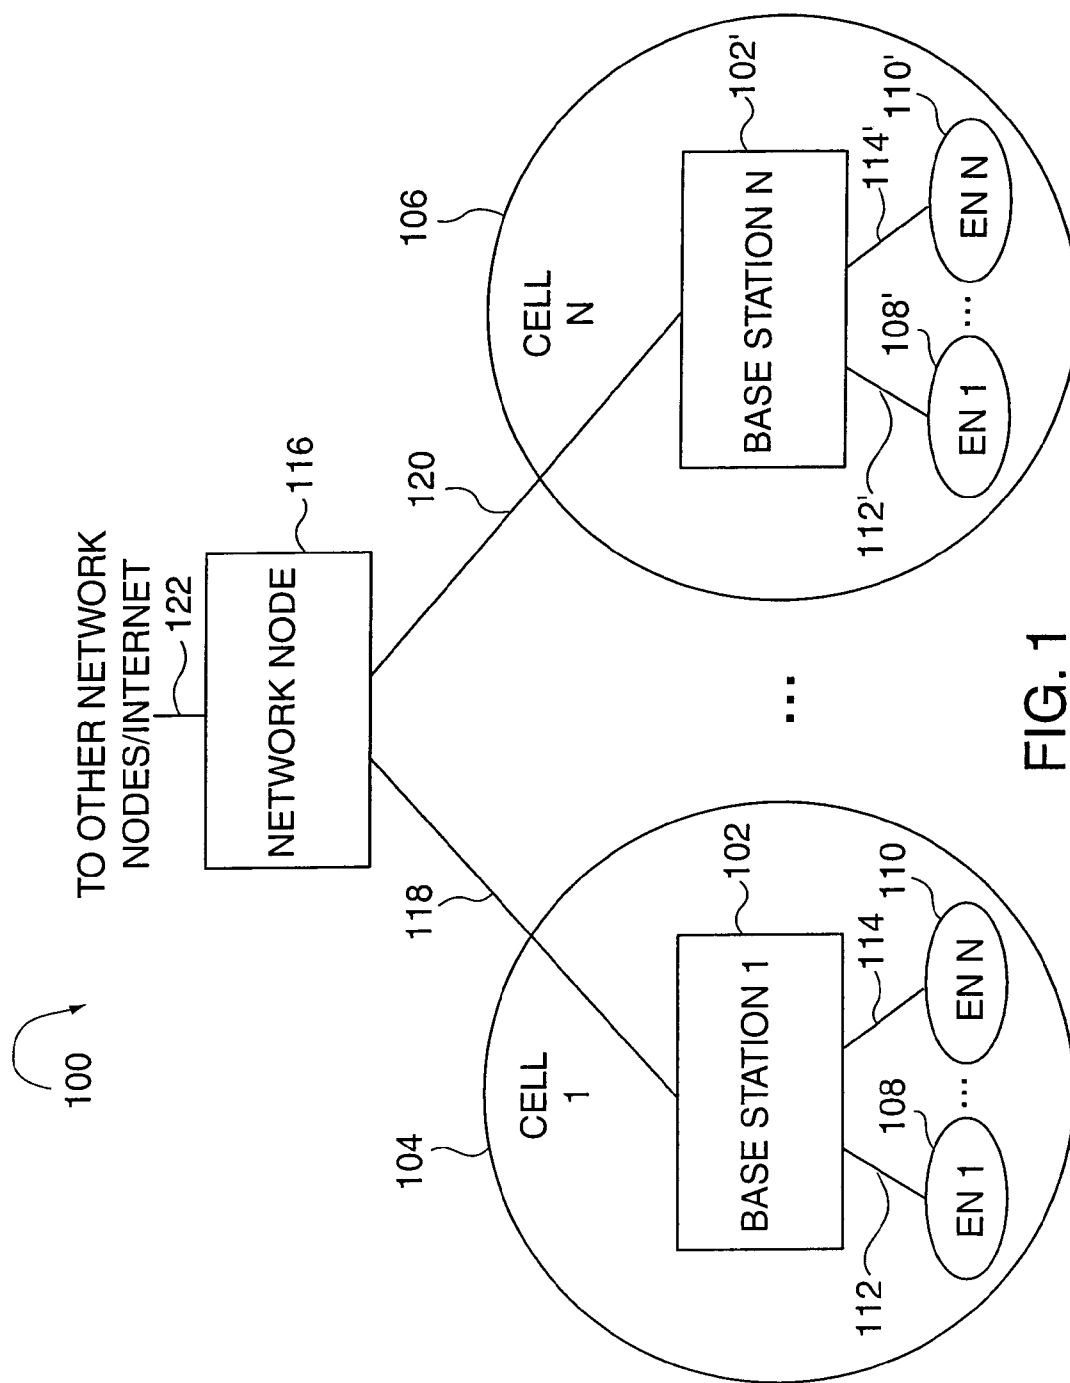 100
TO OTHER NETWORK
NODES/INTERNET
122
NETWORK NODE
116
118
120
104
CELL
1
BASE STATION 1
102
112
114
EN 1
108
...
EN N
110
...
106
CELL
N
BASE STATION N
102'
112'
114'
EN 1
108'
...
EN N
110'
FIG. 1